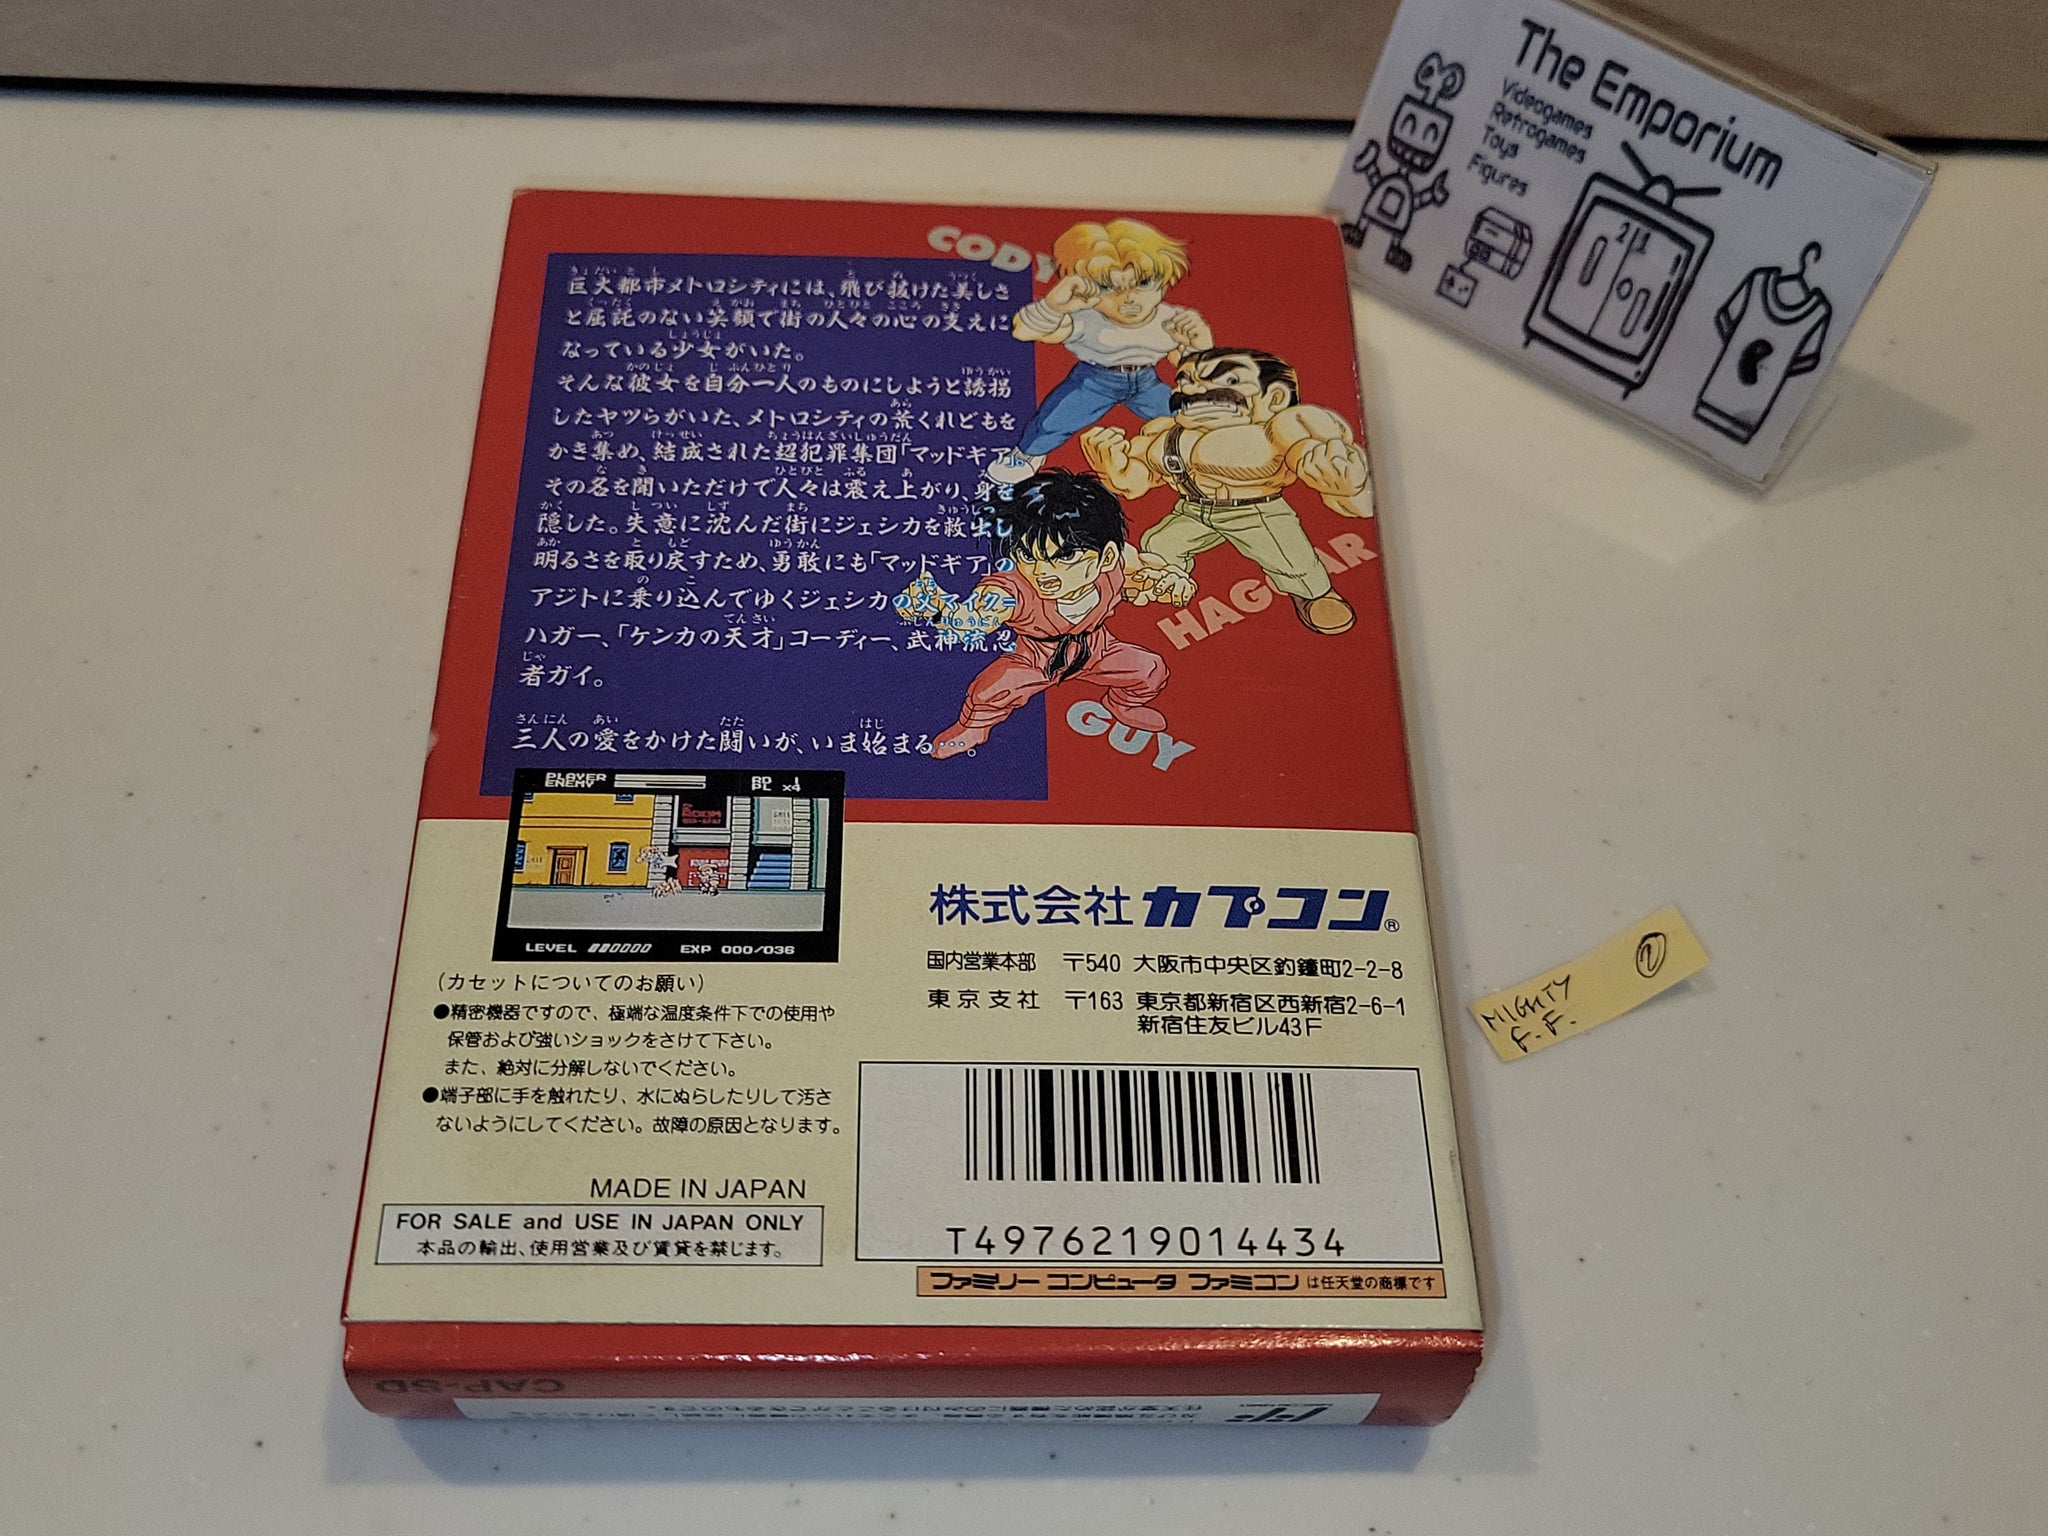 The Emporium
Videogames
Retrogames
Toys
Figures
CODY
HAGGAR
GUY
巨大都市メトロシティには、飛び抜けた美しさ
と屈託のない笑顔で街の人々の心の支えに
なっている少女がいた。
そんな彼女を自分一人のものにしようと誘拐
したヤツらがいた、メトロシティの荒くれどもを
かき集め、結成された超犯罪集団「マッドギア」。
その名を聞いただけで人々は震え上がり、身を
隠した。失意に沈んだ街にジェシカを救出し
明るさを取り戻すため、勇敢にも「マッドギア」の
アジトに乗り込んでゆくジェシカの父マイク=
ハガー、「ケンカの天才」コーディー、武神流忍
者ガイ。
三人の愛をかけた闘いが、いま始まる…。
PLAYER
ENEMY
RD 1
PL x4
LEVEL
EXP 000/036
(カセットについてのお願い)
●精密機器ですので、極端な温度条件下での使用や
保管および強いショックをさけて下さい。
また、絶対に分解しないでください。
●端子部に手を触れたり、水にぬらしたりして汚さ
ないようにしてください。故障の原因となります。
MADE IN JAPAN
FOR SALE and USE IN JAPAN ONLY
本品の輸出、使用営業及び賃貸を禁じます。
株式会社カプコン®
国内営業本部 〒540 大阪市中央区釣鐘町2-2-8
東京支社 〒163 東京都新宿区西新宿2-6-1
新宿住友ビル43F
T4976219014434
ファミリーコンピュータ ファミコンは任天堂の商標です
CAP-SD
②